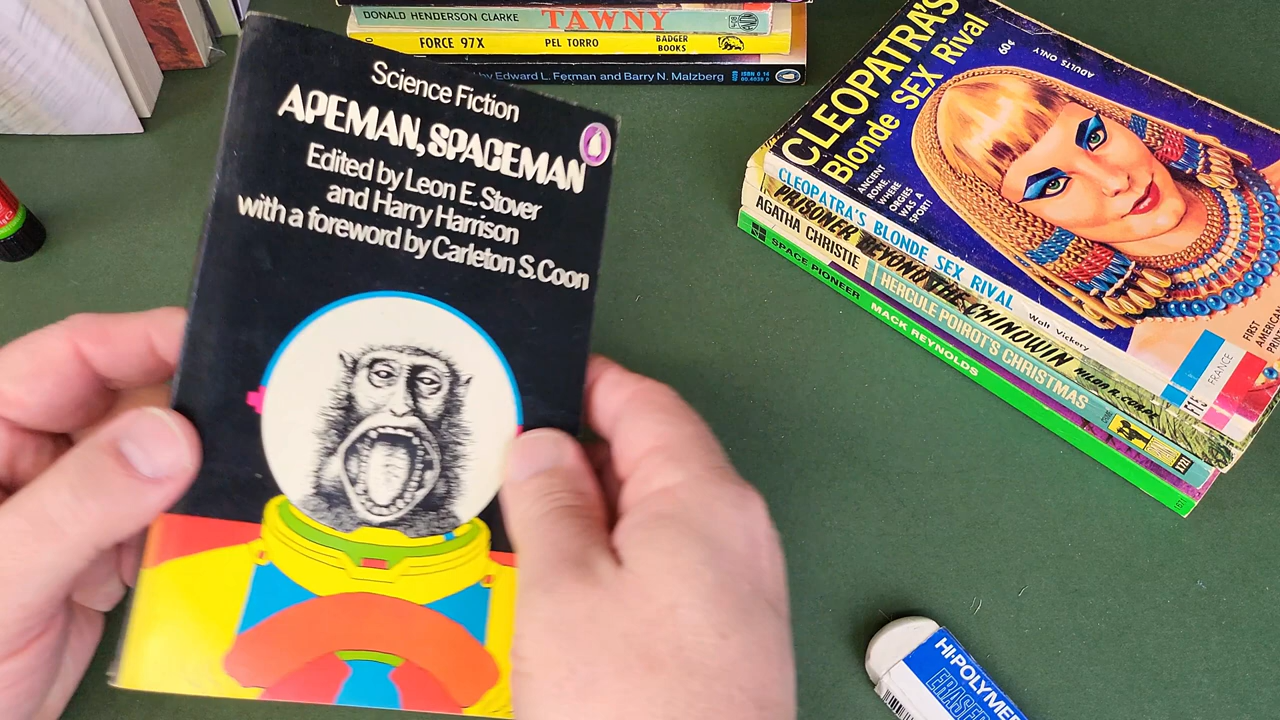 DONALD HENDERSON CLARKE TAWNY
FORCE 97X PEL TORRO BADGER BOOKS
by Edward L. Ferman and Barry N. Malzberg
Science Fiction
APEMAN, SPACEMAN
Edited by Leon E. Stover
and Harry Harrison
with a foreword by Carleton S. Coon
CLEOPATRA'S
Blonde SEX Rival
60¢
ADULTS ONLY
ANCIENT
ROME,
WHERE
ORGIES
WAS A
SPORT!
FIRST
CLEOPATRA'S BLONDE SEX RIVAL Walt Vickery
FRANCE
PRISONER BEYOND THE CHINDWIN
AGATHA CHRISTIE HERCULE POIROT'S CHRISTMAS
SPACE PIONEER MACK REYNOLDS
HI-POLYMER
ERASER